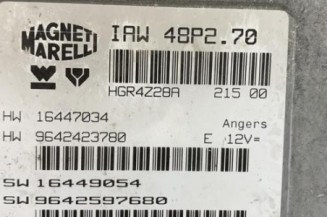 MAGNETI MARELLI
IAW 48P2.70
HGR4Z28A 215 00
HW 16447034
Angers
HW 9642423780 E 12V=
SW 16449054
SW 9642597680